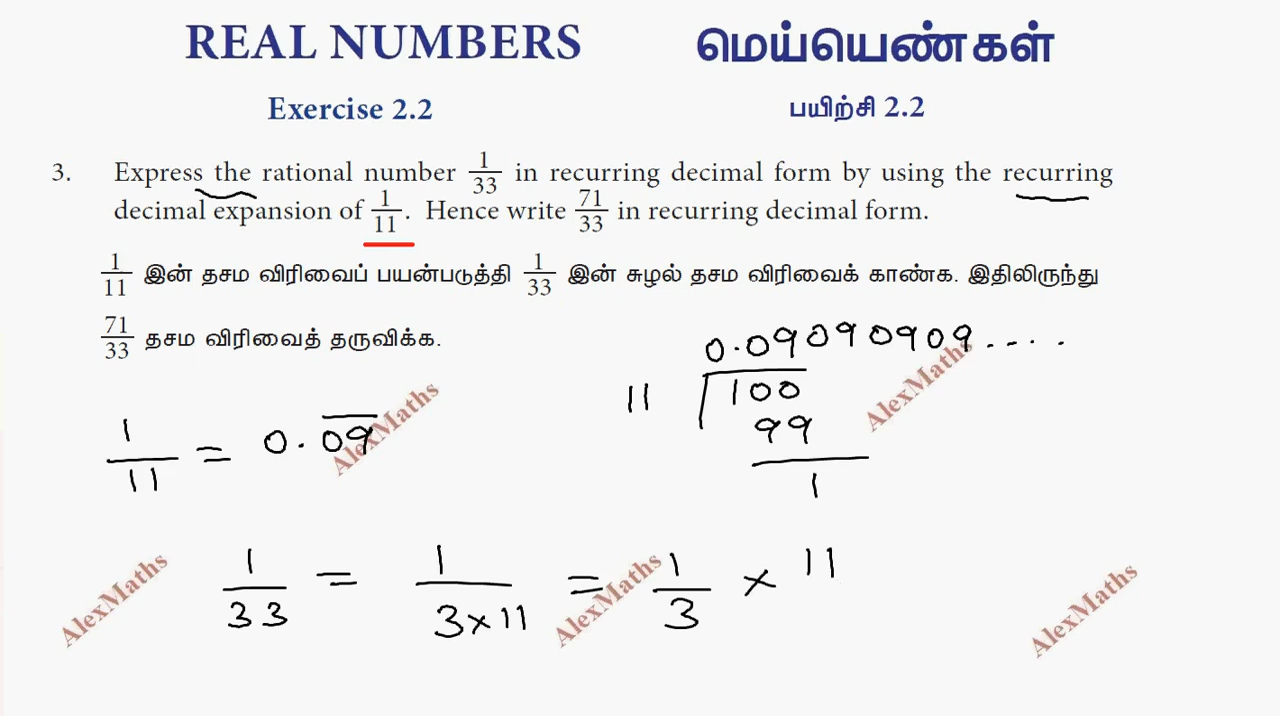 REAL NUMBERS மெய்யெண்கள்
Exercise 2.2 பயிற்சி 2.2
3. Express the rational number 1/33 in recurring decimal form by using the recurring
decimal expansion of 1/11. Hence write 71/33 in recurring decimal form.
1/11 இன் தசம விரிவைப் பயன்படுத்தி 1/33 இன் சுழல் தசம விரிவைக் காண்க. இதிலிருந்து
71/33 தசம விரிவைத் தருவிக்க.
0.09090909....
11 100
99
1
1/11 = 0.0̅9̅
1/33 = 1/(3×11) = 1/3 × 11
AlexMaths
AlexMaths
AlexMaths
AlexMaths
AlexMaths